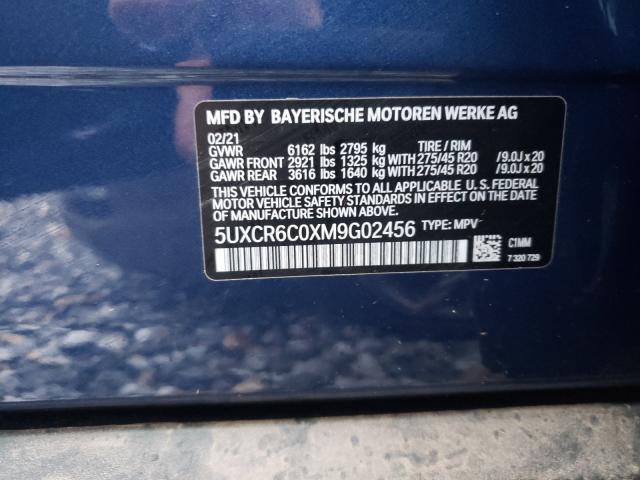 MFD BY BAYERISCHE MOTOREN WERKE AG
02/21
GVWR 6162 lbs 2795 kg TIRE / RIM
GAWR FRONT 2921 lbs 1325 kg WITH 275/45 R20 /9.0J x 20
GAWR REAR 3616 lbs 1640 kg WITH 275/45 R20 /9.0J x 20
THIS VEHICLE CONFORMS TO ALL APPLICABLE U. S. FEDERAL
MOTOR VEHICLE SAFETY STANDARDS IN EFFECT ON THE
DATE OF MANUFACTURE SHOWN ABOVE.
5UXCR6C0XM9G02456 TYPE: MPV
C1MM
7 320 729